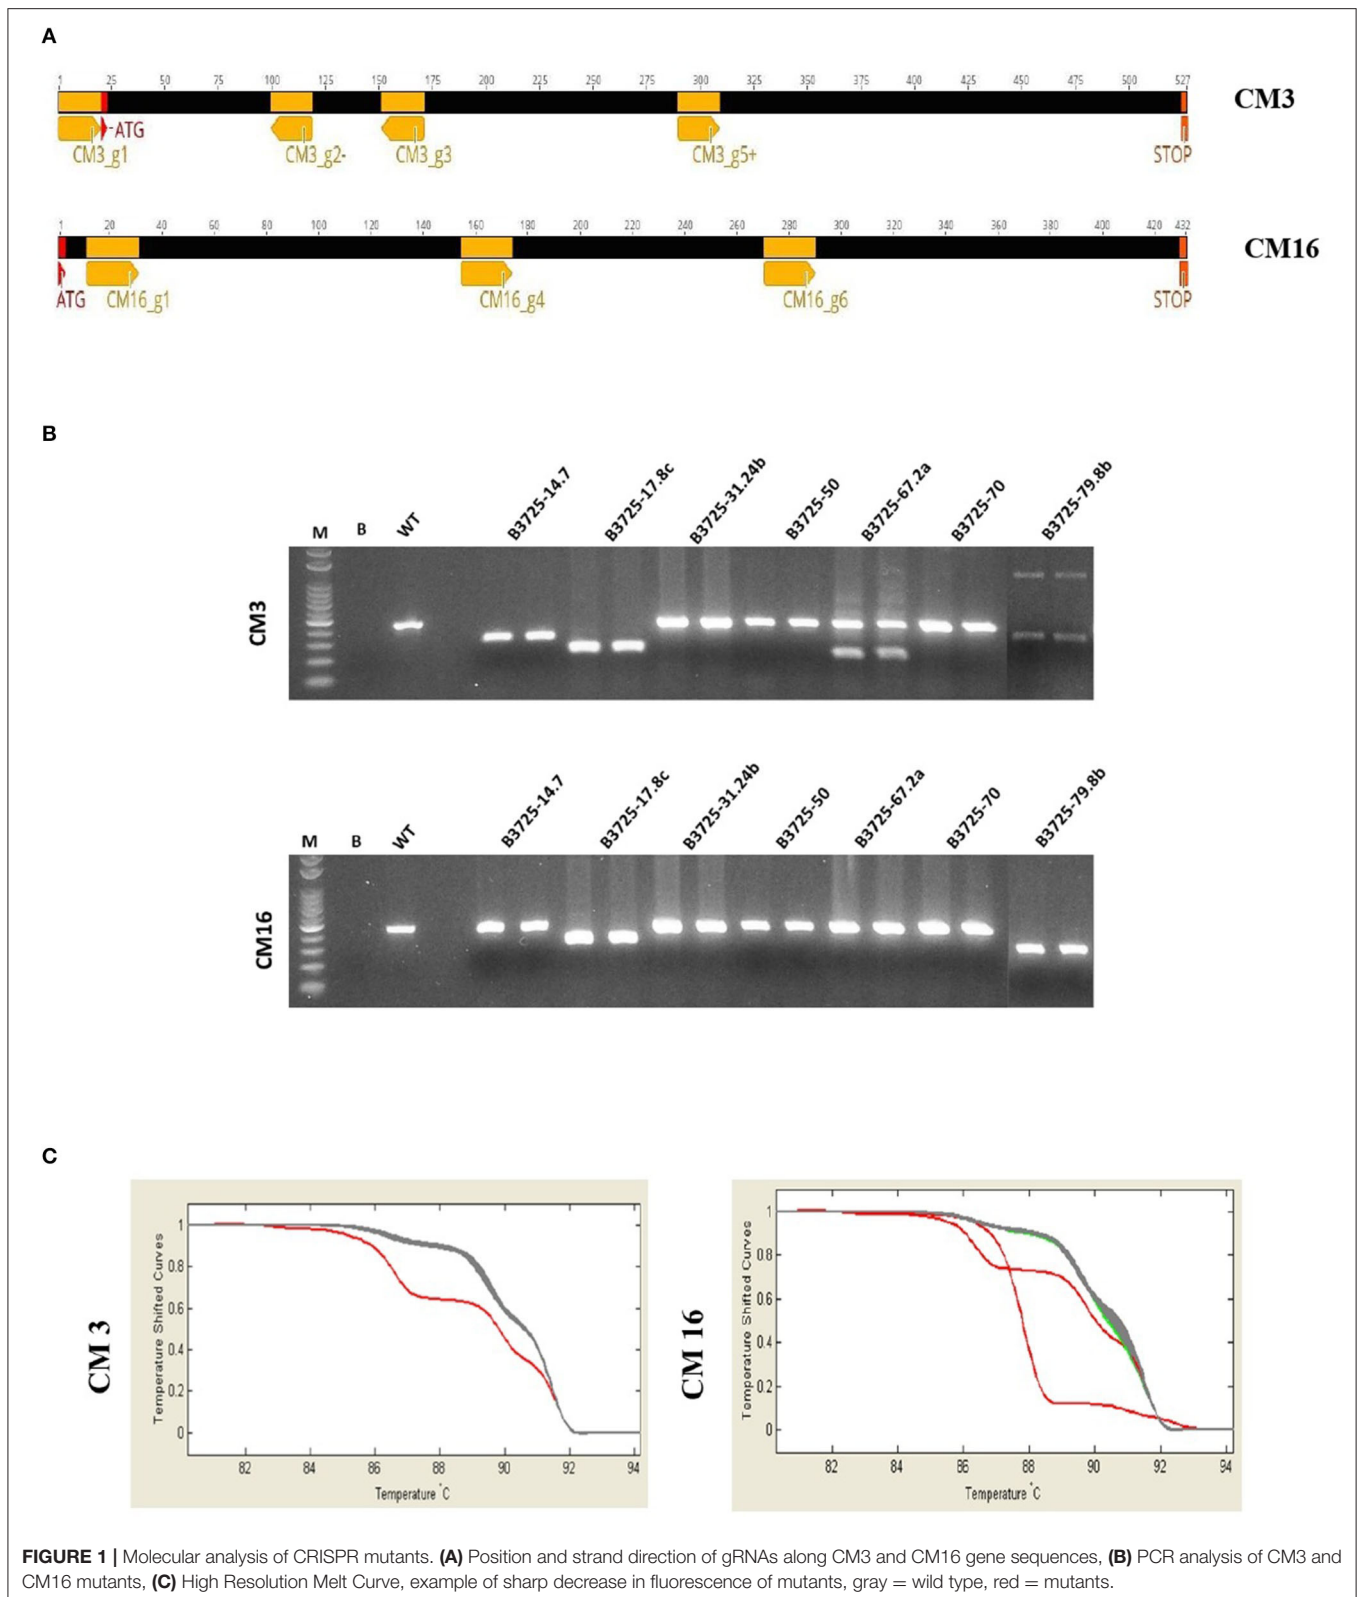 A
1 25 50 75 100 125 150 175 200 225 250 275 300 325 350 375 400 425 450 475 500 527
CM3
-ATG
CM3_g1 CM3_g2- CM3_g3 CM3_g5+ STOP
1 20 40 60 80 100 120 140 160 180 200 220 240 260 280 300 320 340 360 380 400 420 432
CM16
ATG CM16_g1 CM16_g4 CM16_g6 STOP
B
M B WT B3725-14.7 B3725-17.8c B3725-31.24b B3725-50 B3725-67.2a B3725-70 B3725-79.8b
CM3
M B WT B3725-14.7 B3725-17.8c B3725-31.24b B3725-50 B3725-67.2a B3725-70 B3725-79.8b
CM16
C
CM 3
Temperature Shifted Curves
1
0.8
0.6
0.4
0.2
0
82 84 86 88 90 92 94
Temperature °C
CM 16
Temperature Shifted Curves
1
0.8
0.6
0.4
0.2
0
82 84 86 88 90 92 94
Temperature °C
FIGURE 1 | Molecular analysis of CRISPR mutants. (A) Position and strand direction of gRNAs along CM3 and CM16 gene sequences, (B) PCR analysis of CM3 and
CM16 mutants, (C) High Resolution Melt Curve, example of sharp decrease in fluorescence of mutants, gray = wild type, red = mutants.